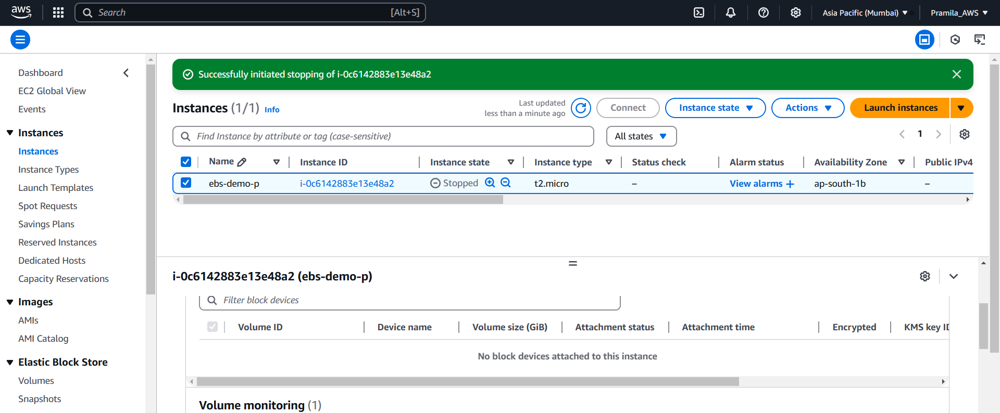 aws
Search [Alt+S]
Asia Pacific (Mumbai)
Pramila_AWS
Dashboard
EC2 Global View
Events
Instances
Instances
Instance Types
Launch Templates
Spot Requests
Savings Plans
Reserved Instances
Dedicated Hosts
Capacity Reservations
Images
AMIs
AMI Catalog
Elastic Block Store
Volumes
Snapshots
Successfully initiated stopping of i-0c6142883e13e48a2
Instances (1/1) Info
Last updated
less than a minute ago
Connect
Instance state
Actions
Launch instances
Find Instance by attribute or tag (case-sensitive)
All states
1
Name Instance ID Instance state Instance type Status check Alarm status Availability Zone Public IPv4
ebs-demo-p i-0c6142883e13e48a2 Stopped t2.micro – View alarms + ap-south-1b –
i-0c6142883e13e48a2 (ebs-demo-p)
Filter block devices
Volume ID Device name Volume size (GiB) Attachment status Attachment time Encrypted KMS key ID
No block devices attached to this instance
Volume monitoring (1)